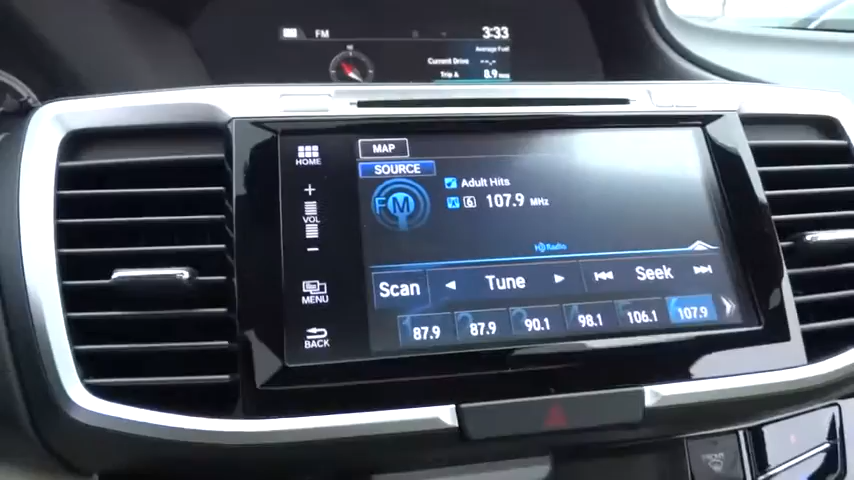 FM
3:33
Average Fuel
Current Drive --.-
Trip A 8.9
HOME
MAP
SOURCE
+
VOL
-
FM
Adult Hits
6 107.9 MHz
HD Radio
MENU
Scan Tune Seek
BACK
87.9 87.9 90.1 98.1 106.1 107.9
FRONT